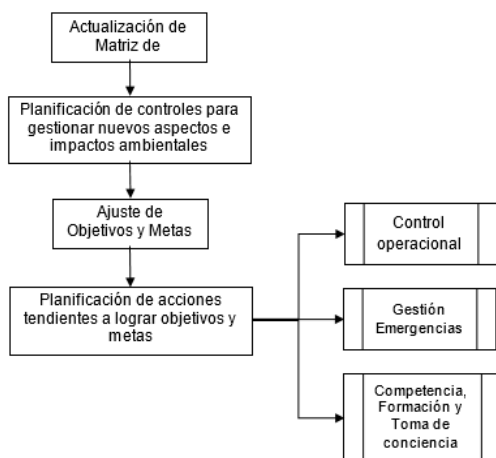 Actualización de
Matriz de
Planificación de controles para
gestionar nuevos aspectos e
impactos ambientales
Ajuste de
Objetivos y Metas
Planificación de acciones
tendientes a lograr objetivos y
metas
Control
operacional
Gestión
Emergencias
Competencia,
Formación y
Toma de
conciencia